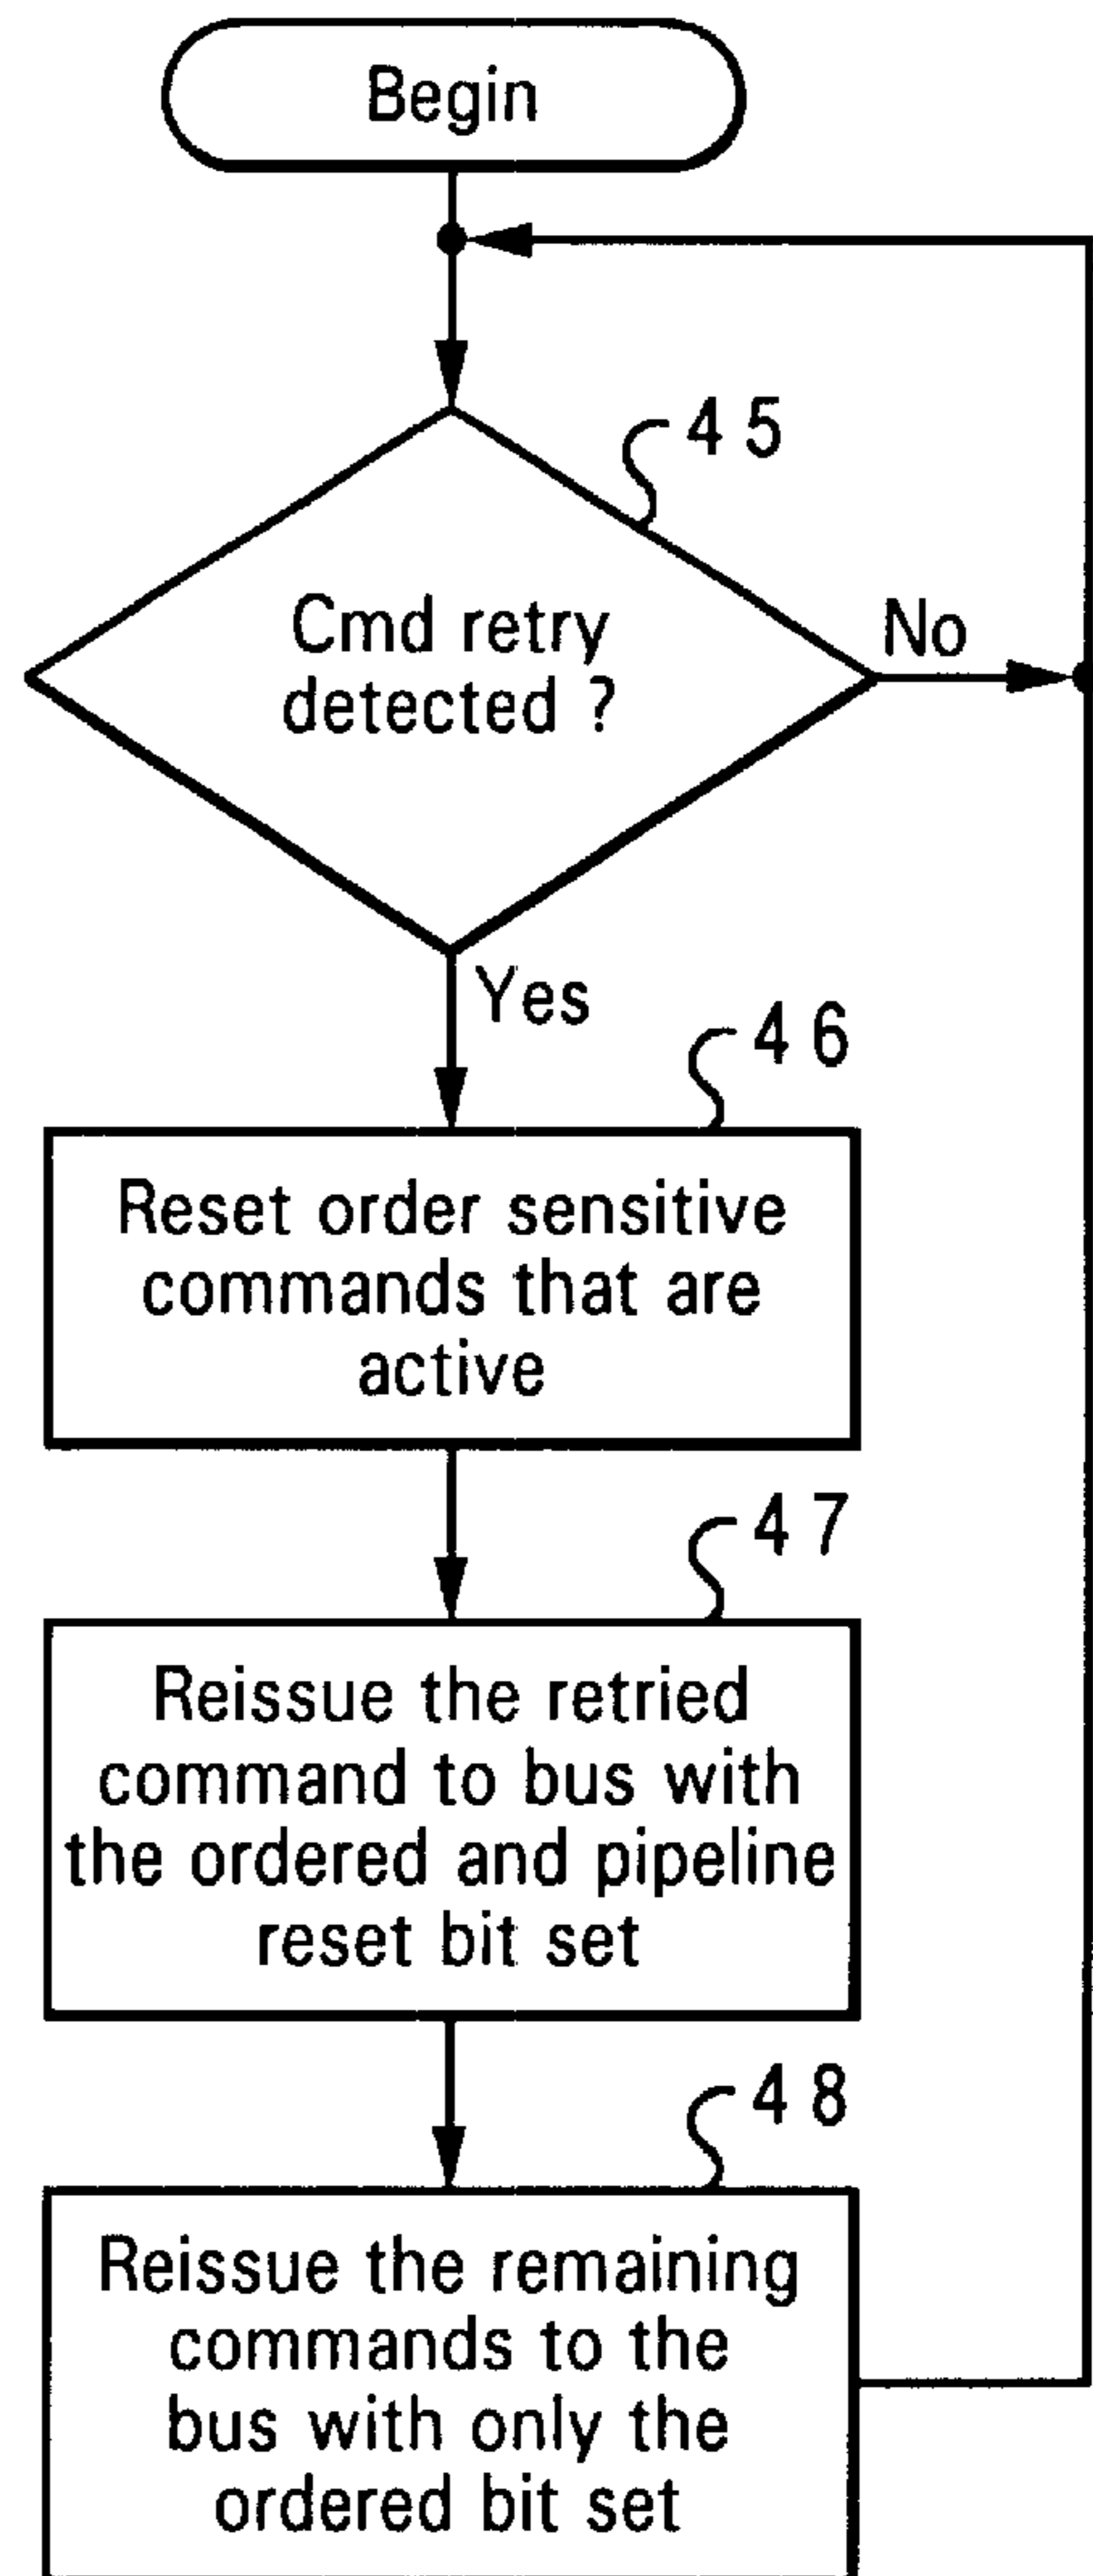 Begin
45
Cmd retry
detected ?
No
Yes
46
Reset order sensitive
commands that are
active
47
Reissue the retried
command to bus with
the ordered and pipeline
reset bit set
48
Reissue the remaining
commands to the
bus with only the
ordered bit set